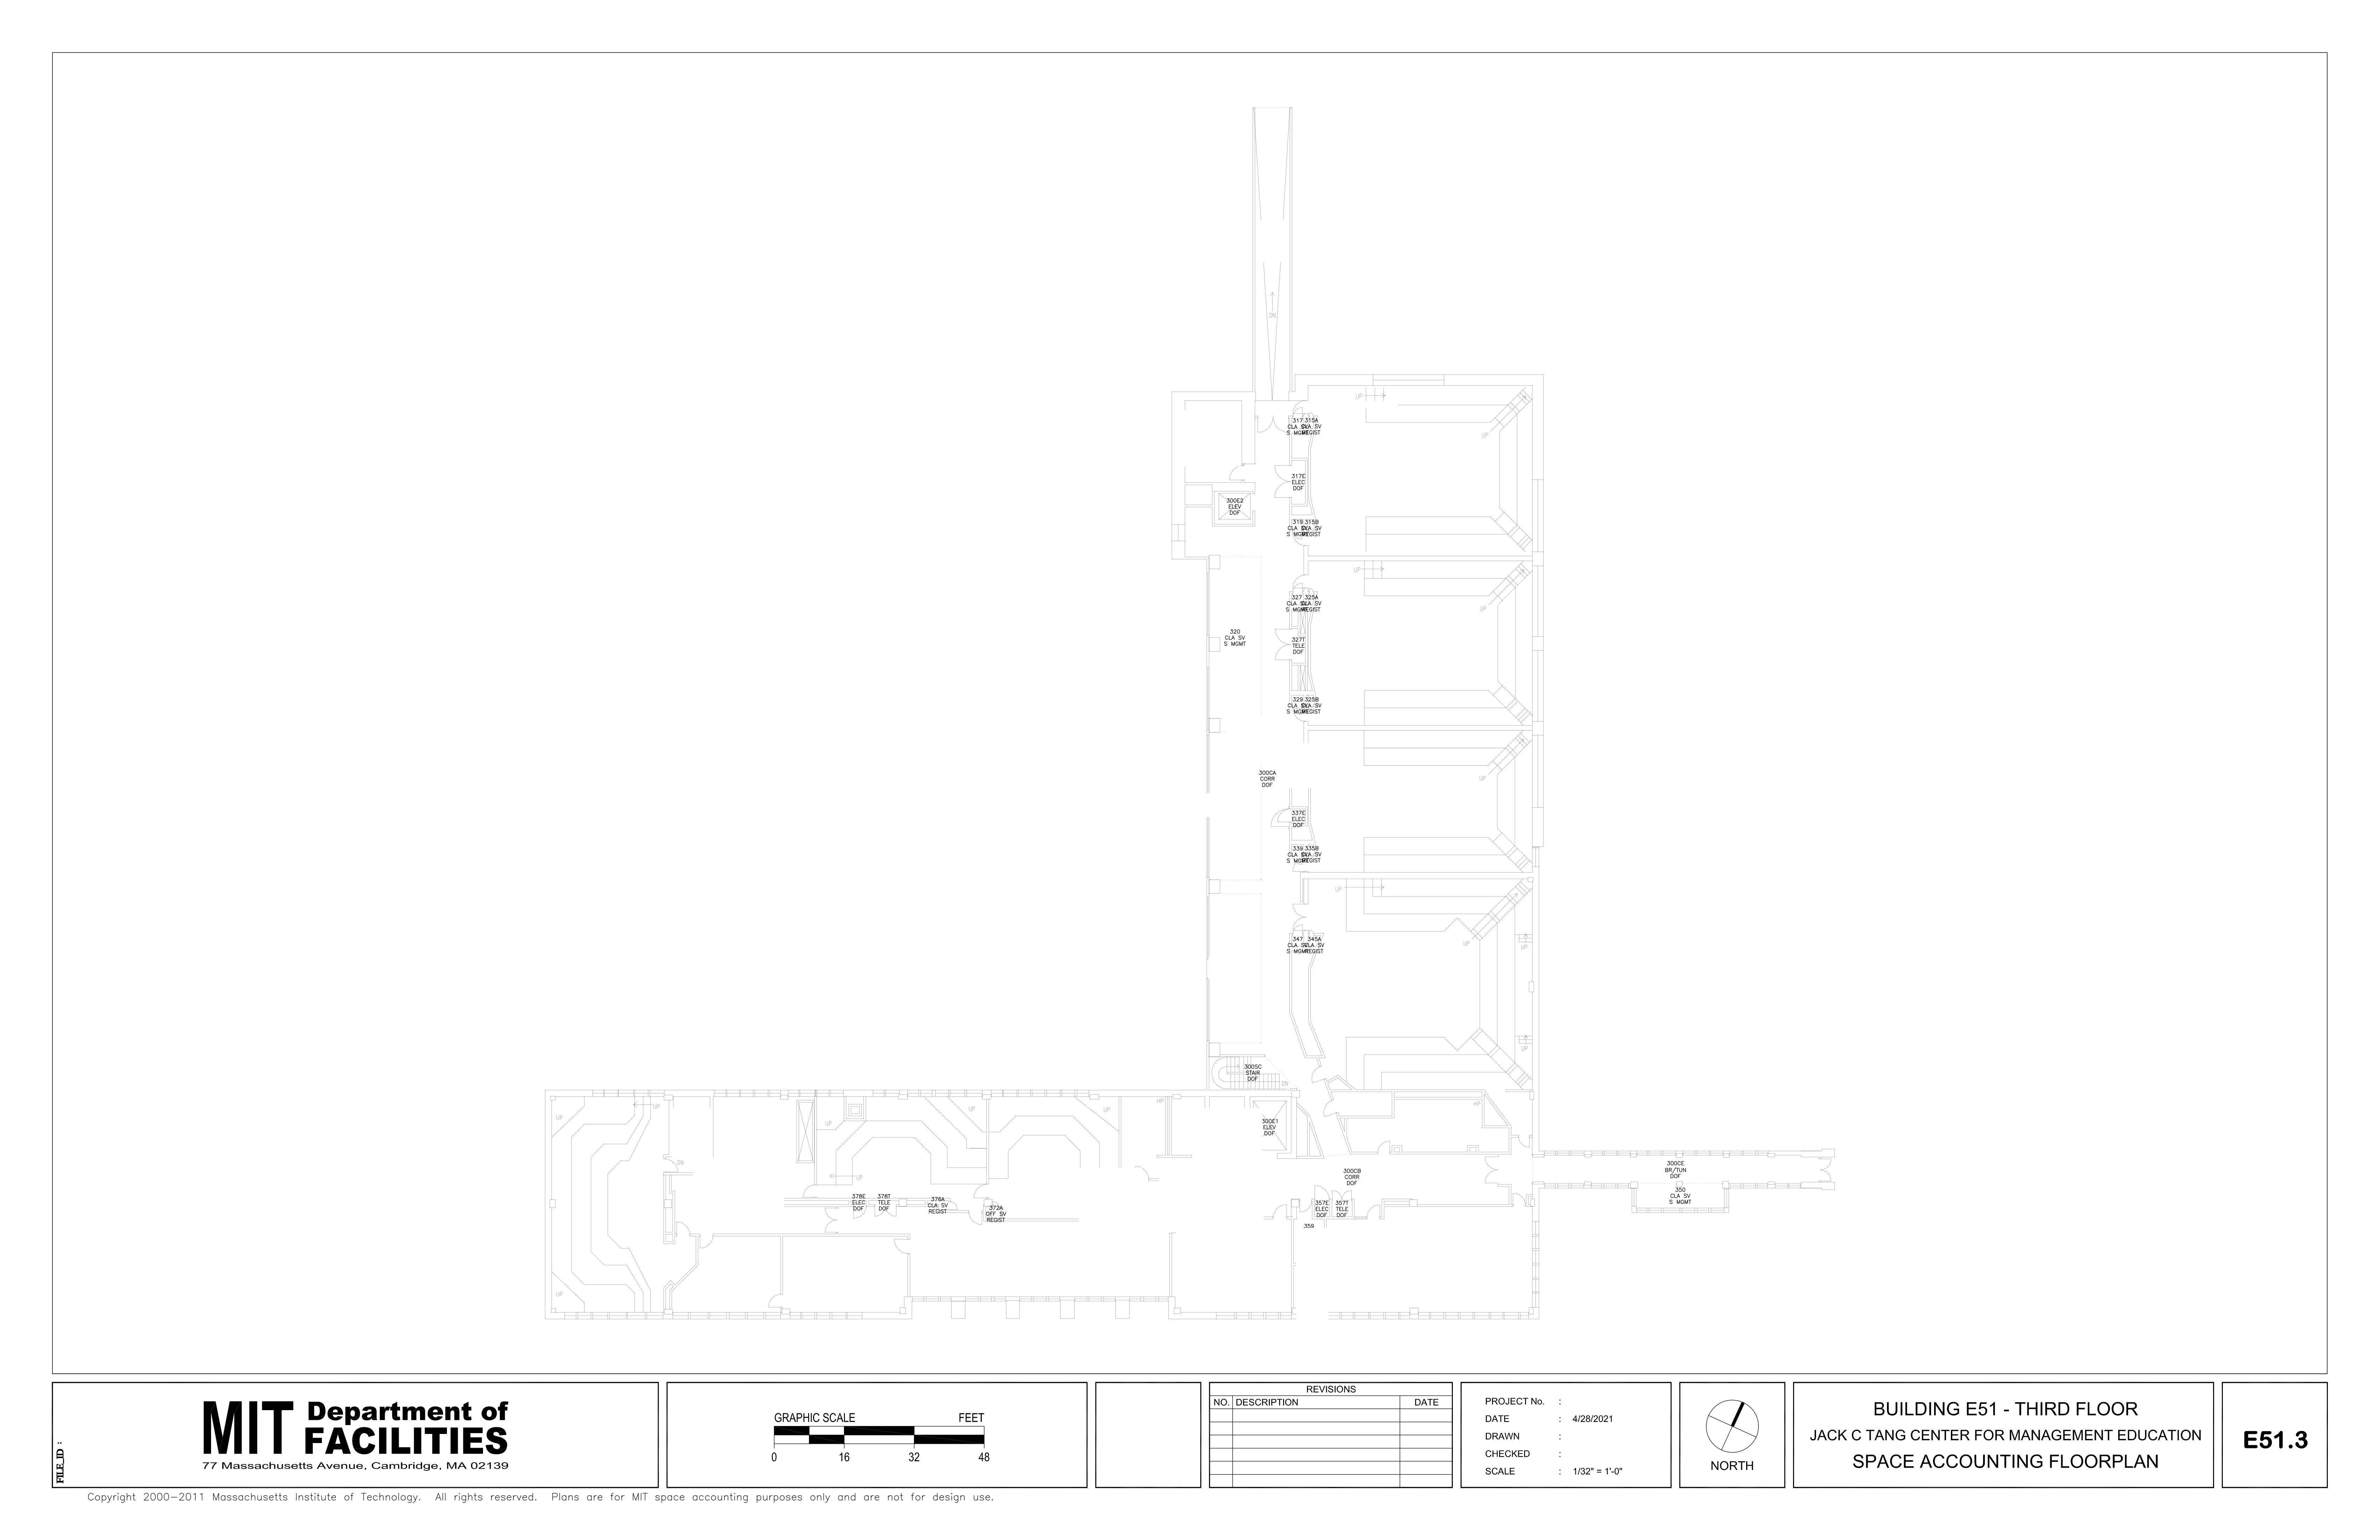 DN
UP
UP
317 315A
CLA SV CLA SV
S MGMT REGIST
317E
ELEC
DOF
300E2
ELEV
DOF
319 315B
CLA SV CLA SV
S MGMT REGIST
UP
327 325A
CLA SV CLA SV
S MGMT REGIST
UP
320
CLA SV
S MGMT
327T
TELE
DOF
329 325B
CLA SV CLA SV
S MGMT REGIST
300CA
CORR
DOF
UP
337E
ELEC
DOF
339 335B
CLA SV CLA SV
S MGMT REGIST
UP
347 345A
CLA SV CLA SV
S MGMT REGIST
UP
UP
UP
300SC
STAIR
DOF
DN
UP
UP
UP
UP
UP
HP
HP
300E1
ELEV
DOF
DN
UP
300CB
CORR
DOF
300CE
BR/TUN
DOF
350
CLA SV
S MGMT
378E
ELEC
DOF
378T
TELE
DOF
376A
CLA SV
REGIST
372A
OFF SV
REGIST
357E
ELEC
DOF
357T
TELE
DOF
359
UP
MIT Department of
FACILITIES
77 Massachusetts Avenue, Cambridge, MA 02139
FILE_ID :
GRAPHIC SCALE FEET
0 16 32 48
REVISIONS
NO. DESCRIPTION DATE
PROJECT No. :
DATE : 4/28/2021
DRAWN :
CHECKED :
SCALE : 1/32" = 1'-0"
NORTH
BUILDING E51 - THIRD FLOOR
JACK C TANG CENTER FOR MANAGEMENT EDUCATION
SPACE ACCOUNTING FLOORPLAN
E51.3
Copyright 2000-2011 Massachusetts Institute of Technology. All rights reserved. Plans are for MIT space accounting purposes only and are not for design use.